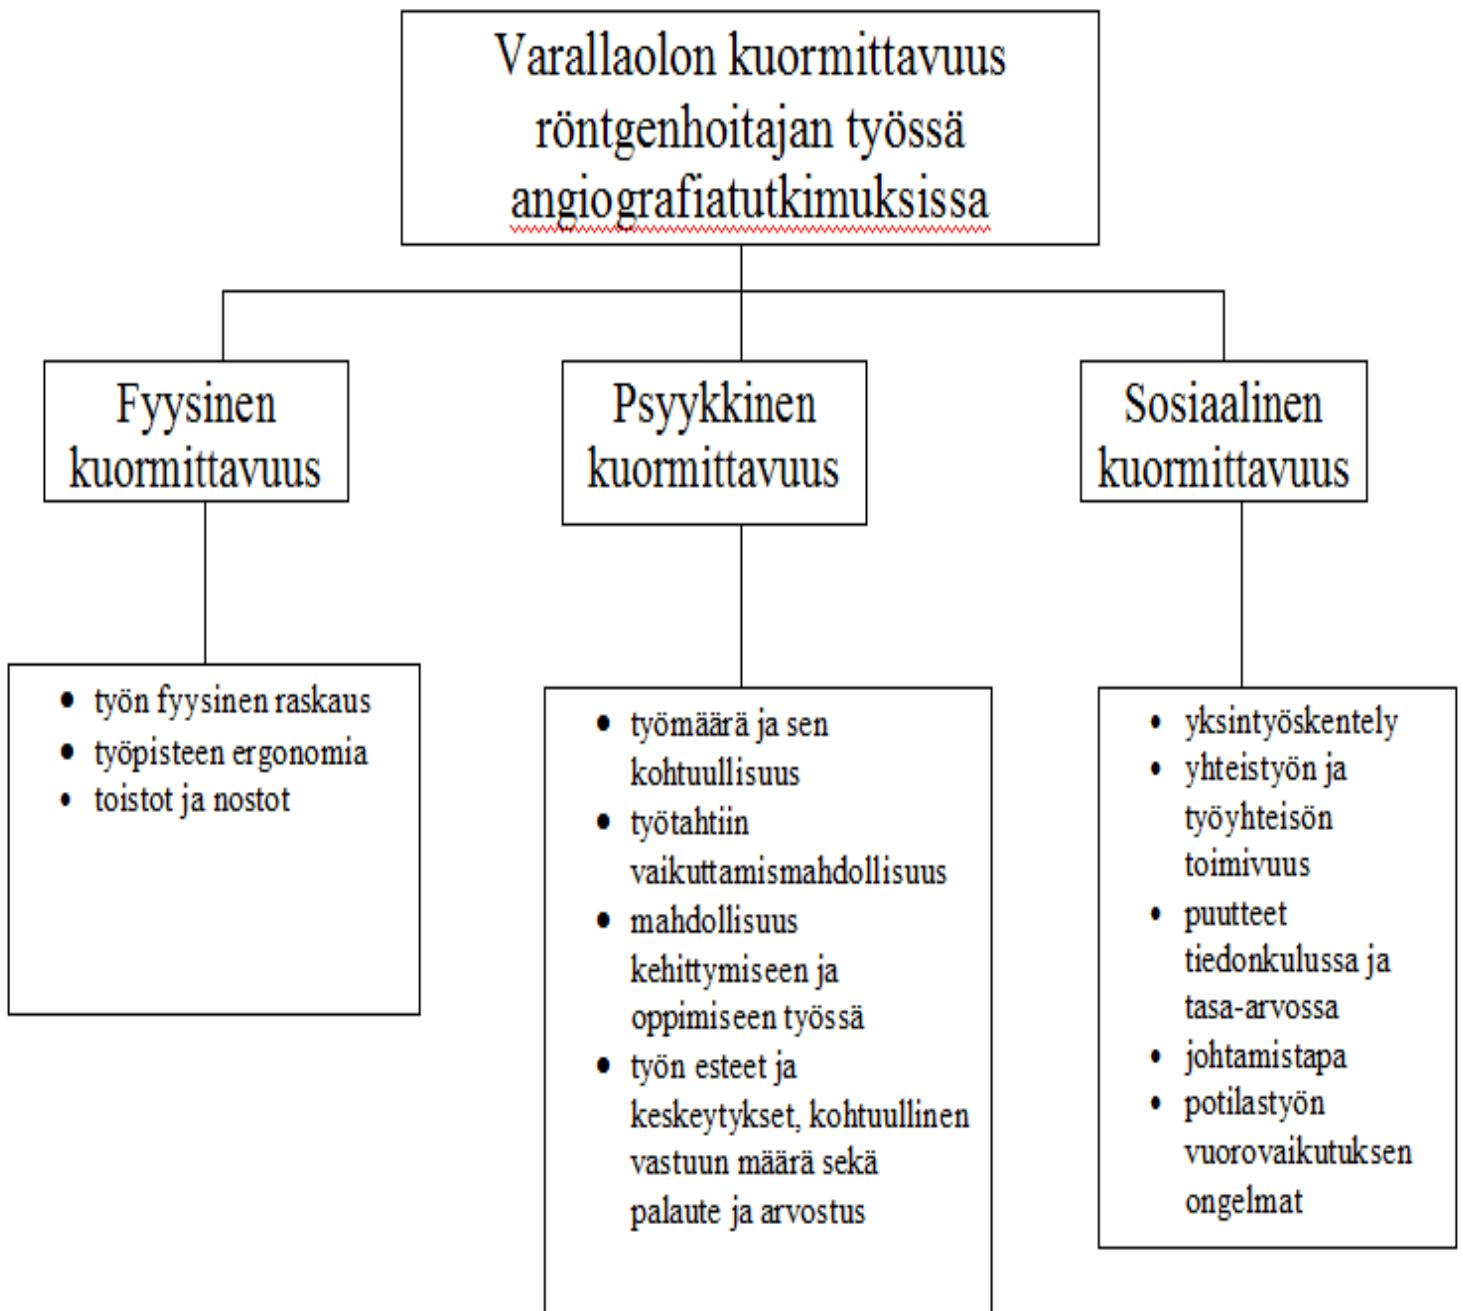 Varallaolon kuormittavuus
röntgenhoitajan työssä
angiografiatutkimuksissa
Fyysinen
kuormittavuus
Psyykkinen
kuormittavuus
Sosiaalinen
kuormittavuus
• työn fyysinen raskaus
• työpisteen ergonomia
• toistot ja nostot
• työmäärä ja sen
kohtuullisuus
• työtahtiin
vaikuttamismahdollisuus
• mahdollisuus
kehittymiseen ja
oppimiseen työssä
• työn esteet ja
keskeytykset, kohtuullinen
vastuun määrä sekä
palaute ja arvostus
• yksintyöskentely
• yhteistyön ja
työyhteisön
toimivuus
• puutteet
tiedonkulussa ja
tasa-arvossa
• johtamistapa
• potilastyön
vuorovaikutuksen
ongelmat